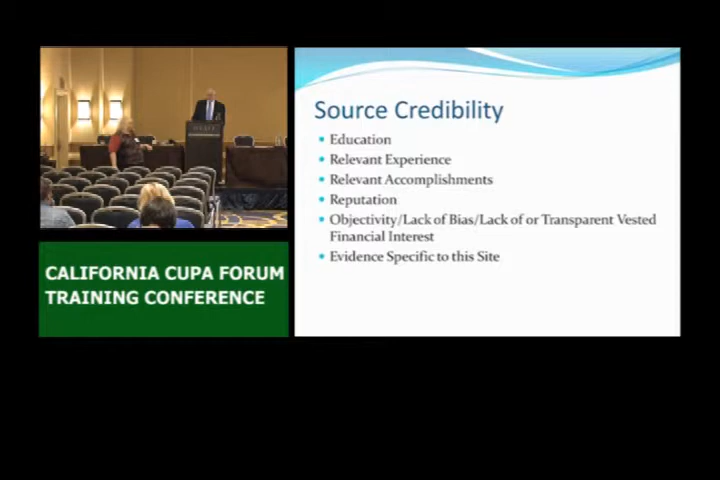 Source Credibility
Education
Relevant Experience
Relevant Accomplishments
Reputation
Objectivity/Lack of Bias/Lack of or Transparent Vested
Financial Interest
Evidence Specific to this Site
CALIFORNIA CUPA FORUM
TRAINING CONFERENCE